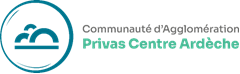 Communauté d'Agglomération
Privas Centre Ardèche